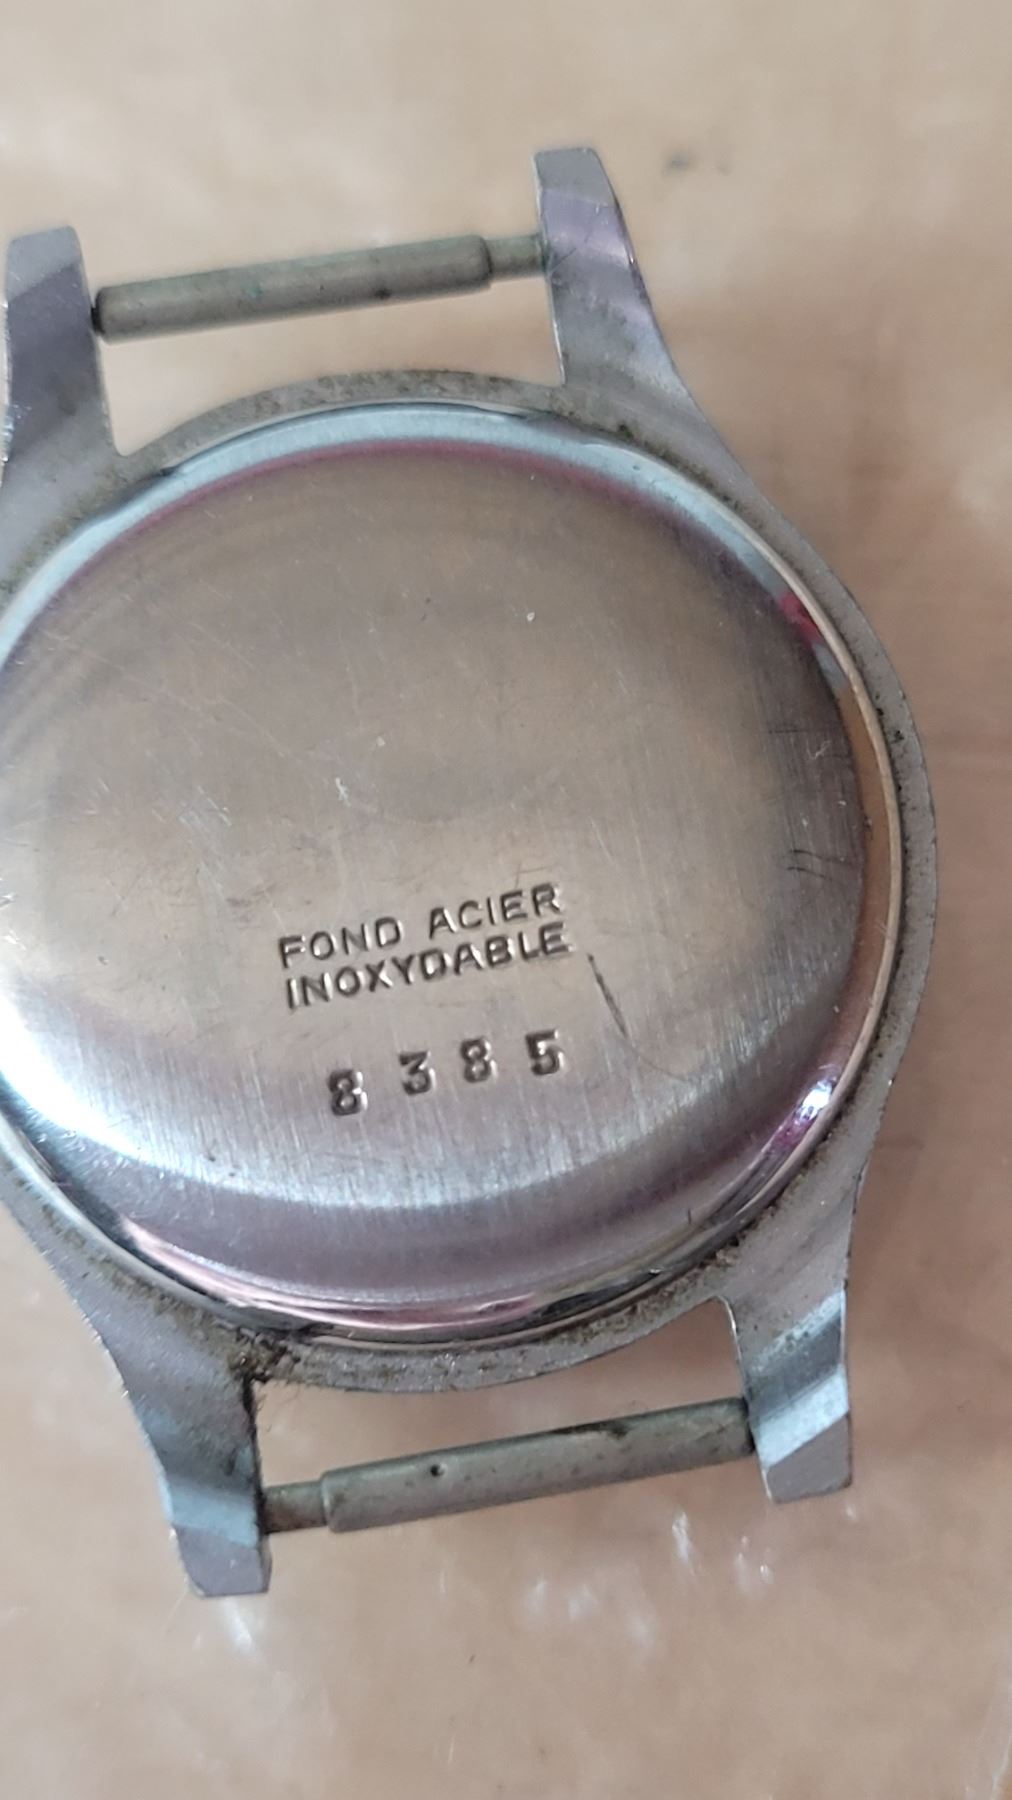 FOND ACIER
INOXYDABLE
8385